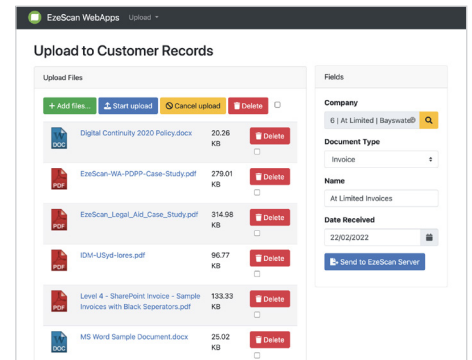 EzeScan WebApps Upload
Upload to Customer Records
Upload Files
+ Add files... Start upload Cancel upload Delete
DOC Digital Continuity 2020 Policy.docx 20.26 KB Delete
PDF EzeScan-WA-PDPP-Case-Study.pdf 279.01 KB Delete
PDF EzeScan_Legal_Aid_Case_Study.pdf 314.98 KB Delete
PDF IDM-USyd-lores.pdf 96.77 KB Delete
PDF Level 4 - SharePoint Invoice - Sample Invoices with Black Seperators.pdf 133.33 KB Delete
DOC MS Word Sample Document.docx 25.02 KB Delete
Fields
Company
6 | At Limited | Bayswater
Document Type
Invoice
Name
At Limited Invoices
Date Received
22/02/2022
Send to EzeScan Server